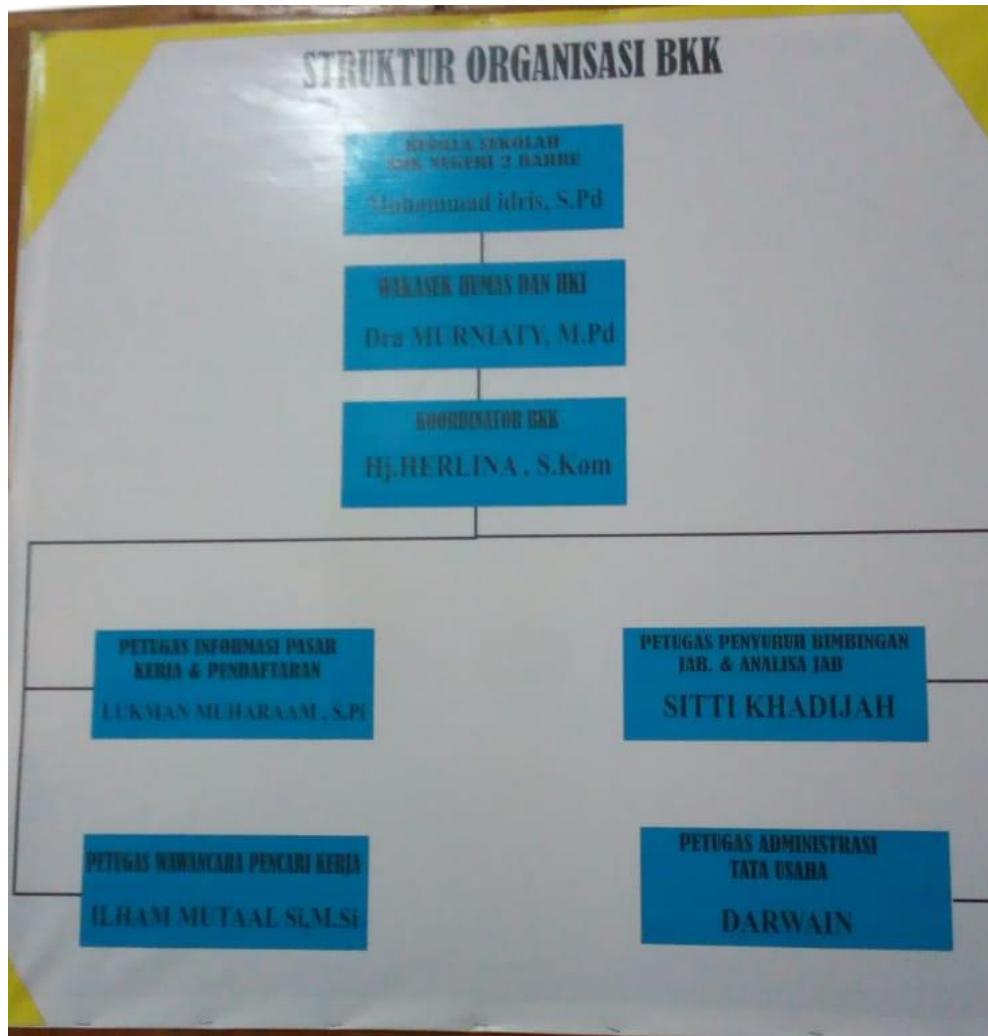 STRUKTUR ORGANISASI BKK
KEPALA SEKOLAH
SMK NEGERI 2 BARRU
Muhammad idris, S.Pd
WAKASEK HUMAS DAN HKI
Dra MURNIATY, M.Pd
KOORDINATOR BKK
Hj.HERLINA , S.Kom
PETUGAS INFORMASI PASAR
KERJA & PENDAFTARAN
LUKMAN MUHARAAM , S.Pi
PETUGAS PENYURUH BIMBINGAN
JAB. & ANALISA JAB
SITTI KHADIJAH
PETUGAS WAWANCARA PENCARI KERJA
ILHAM MUTAAL Si,M.Si
PETUGAS ADMINISTRASI
TATA USAHA
DARWAIN